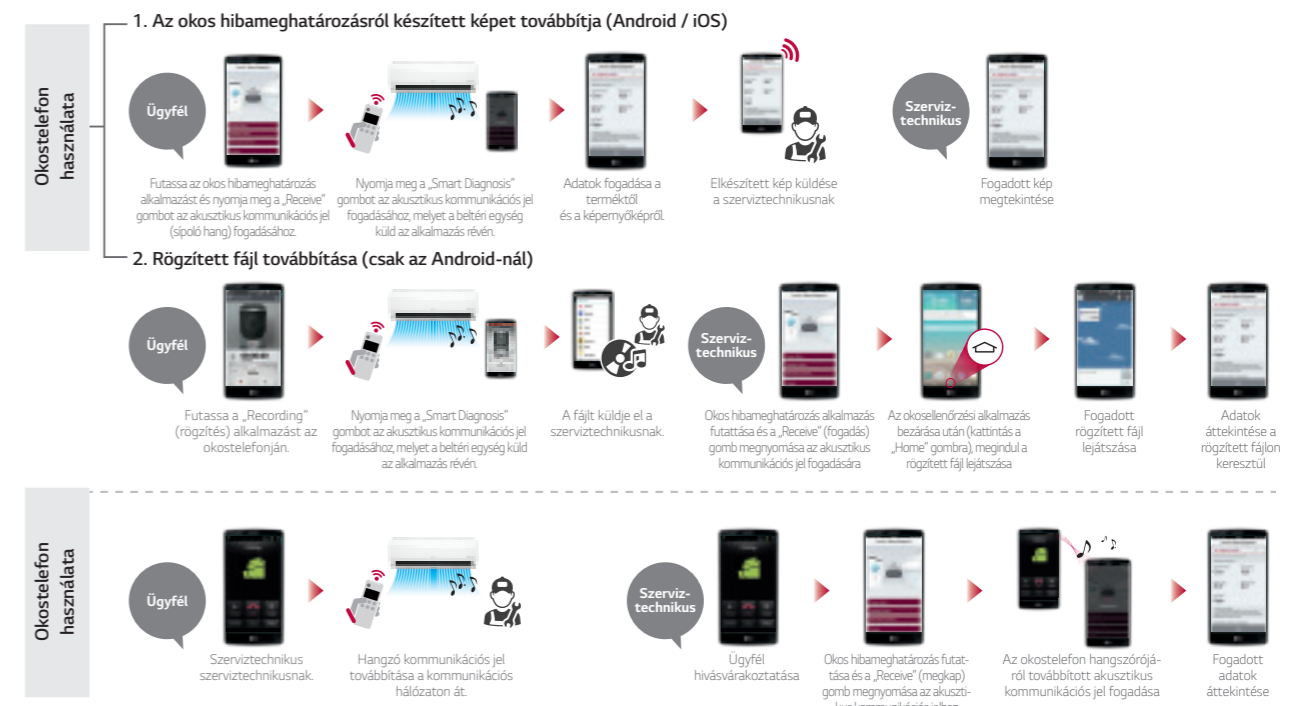 Okostelefon
használata
1. Az okos hibameghatározásról készített képet továbbítja (Android / iOS)
Ügyfél
Futassa az okos hibameghatározás
alkalmazást és nyomja meg a „Receive”
gombot az akusztikus kommunikációs jel
(sípoló hang) fogadásához.
Nyomja meg a „Smart Diagnosis”
gombot az akusztikus kommunikációs jel
fogadásához, melyet a beltéri egység
küld az alkalmazás révén.
Adatok fogadása a
terméktől
és a képernyőképről.
Elkészített kép küldése
a szerviztechnikusnak
Szerviz-
technikus
Fogadott kép
megtekintése
2. Rögzített fájl továbbítása (csak az Android-nál)
Ügyfél
Futassa a „Recording”
(rögzítés) alkalmazást az
okostelefonján.
Nyomja meg a „Smart Diagnosis”
gombot az akusztikus kommunikációs jel
fogadásához, melyet a beltéri egység küld
az alkalmazás révén.
A fájlt küldje el a
szerviztechnikusnak.
Szerviz-
technikus
Okos hibameghatározás alkalmazás
futtatása és a „Receive” (fogadás)
gomb megnyomása az akusztikus
kommunikációs jel fogadására
Az okosellenőrzési alkalmazás
bezárása után (kattintás a
„Home” gombra), megindul a
rögzített fájl lejátszása
Fogadott
rögzített fájl
lejátszása
Adatok
áttekintése a
rögzített fájlon
keresztül
Okostelefon
használata
Ügyfél
Szerviztechnikus
szerviztechnikusnak.
Hangzó kommunikációs jel
továbbítása a kommunikációs
hálózaton át.
Szerviz-
technikus
Ügyfél
hívásvárakoztatása
Okos hibameghatározás futat-
tása és a „Receive” (megkap)
gomb megnyomása az akuszti-
kus kommunikációs jelhez
Az okostelefon hangszórójá-
ról továbbított akusztikus
kommunikációs jel fogadása
Fogadott
adatok
áttekintése